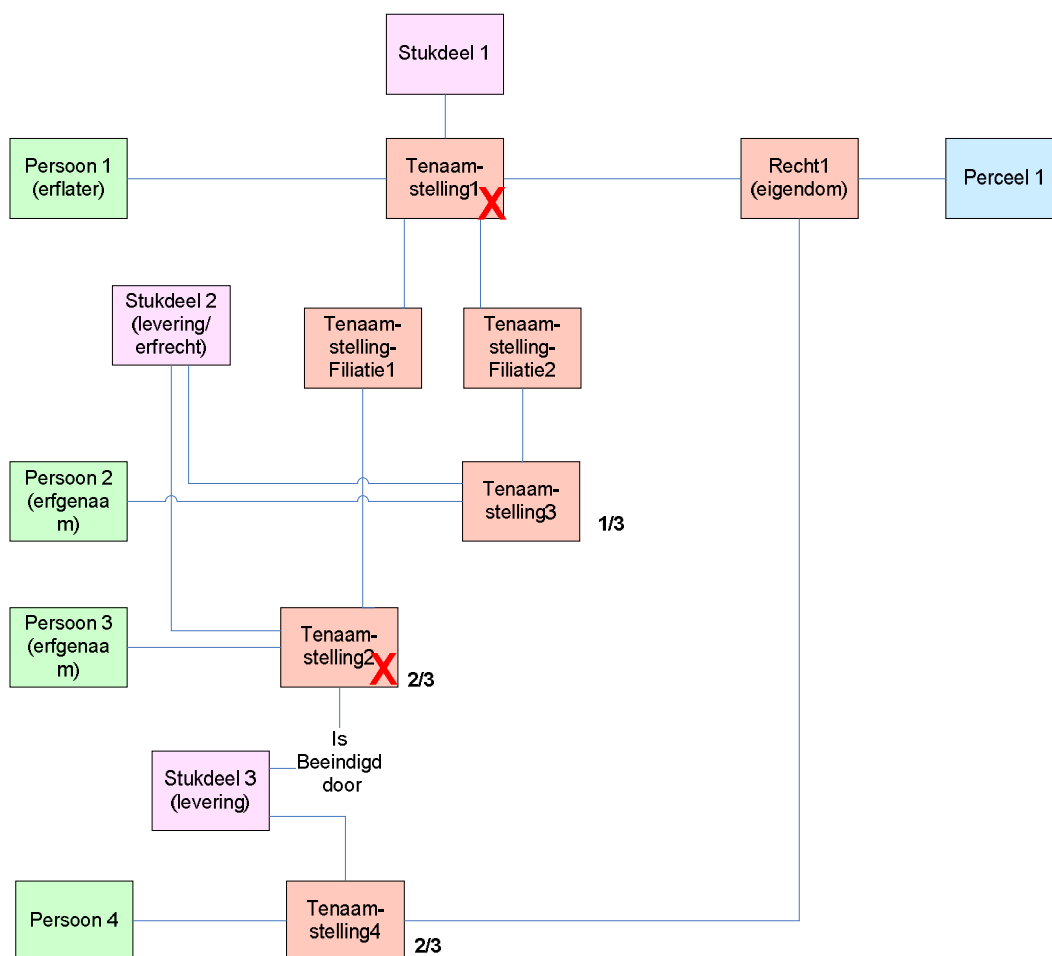 Stukdeel 1
Persoon 1
(erflater)
Tenaam-
stelling1
X
Recht1
(eigendom)
Perceel 1
Stukdeel 2
(levering/
erfrecht)
Tenaam-
stelling-
Filiatie1
Tenaam-
stelling-
Filiatie2
Persoon 2
(erfgenaa
m)
Tenaam-
stelling3
1/3
Persoon 3
(erfgenaa
m)
Tenaam-
stelling2
X
2/3
Is
Beeindigd
door
Stukdeel 3
(levering)
Persoon 4
Tenaam-
stelling4
2/3